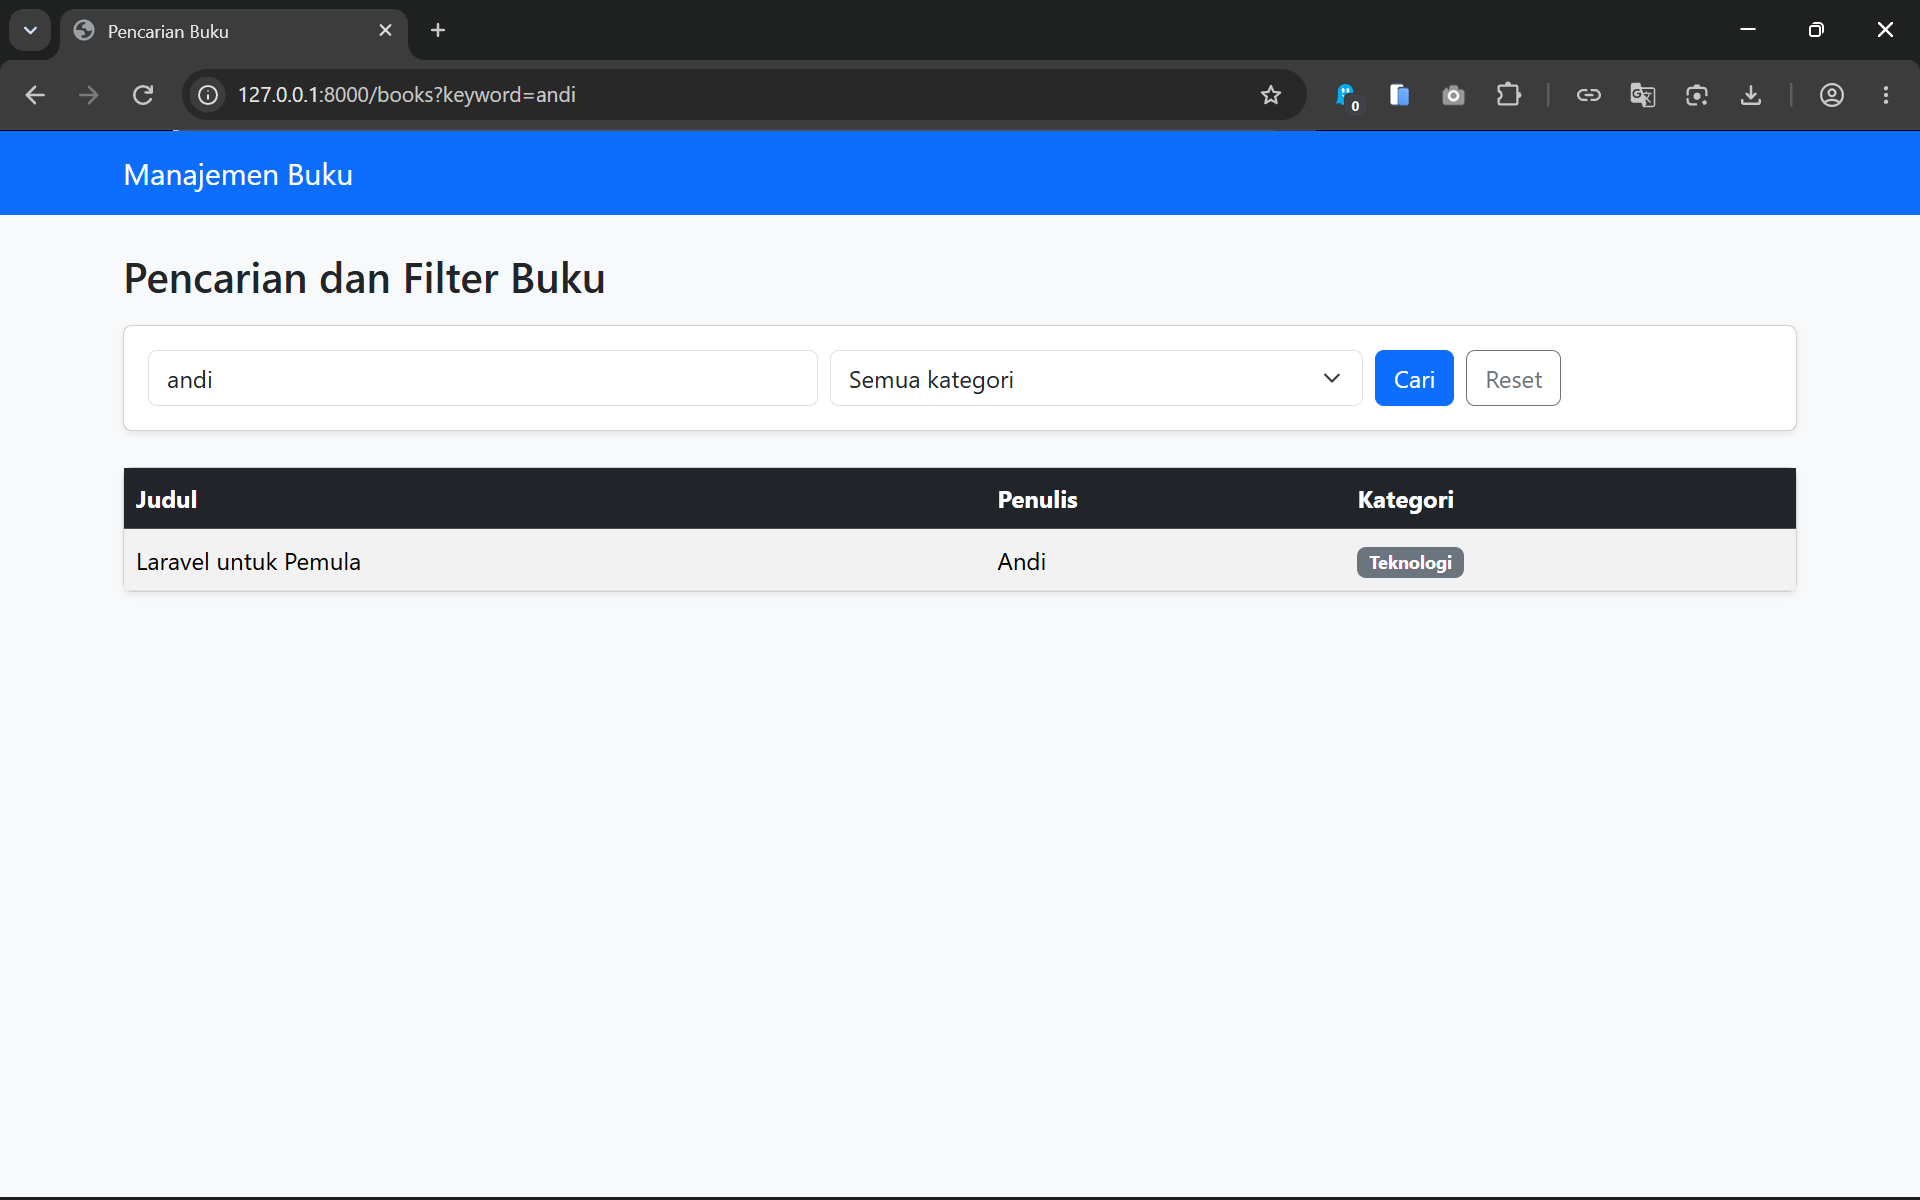 Pencarian Buku
127.0.0.1:8000/books?keyword=andi
0
Manajemen Buku
Pencarian dan Filter Buku
andi
Semua kategori
Cari
Reset
Judul Penulis Kategori
Laravel untuk Pemula Andi Teknologi